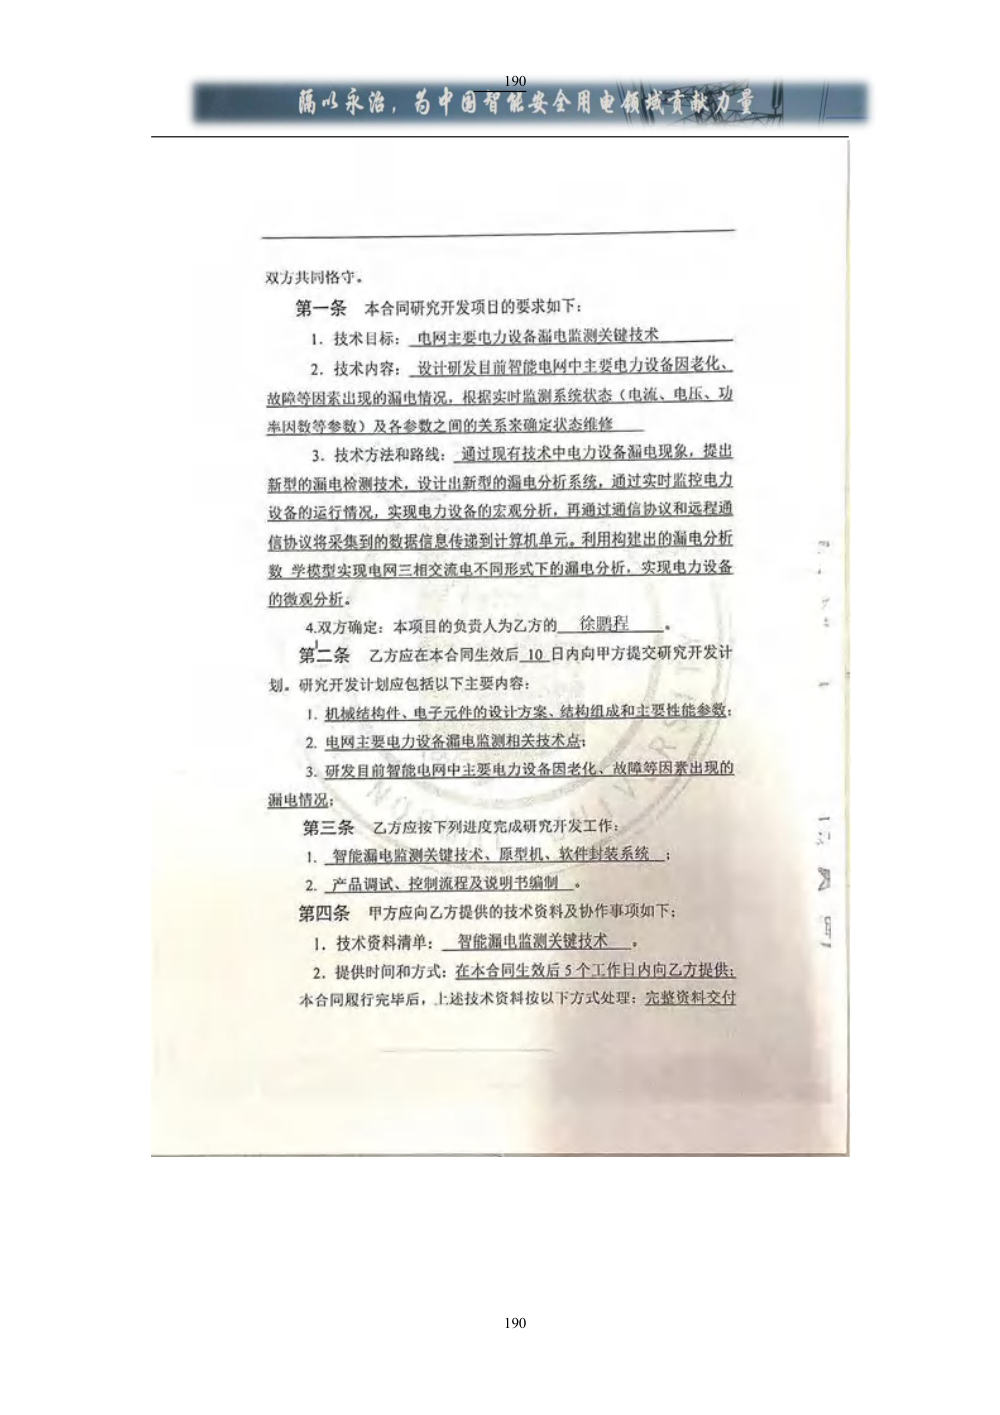 190
隔以永治，为中国智能安全用电领域贡献力量
双方共同恪守。
第一条 本合同研究开发项目的要求如下：
1. 技术目标： 电网主要电力设备漏电监测关键技术
2. 技术内容： 设计研发目前智能电网中主要电力设备因老化、
故障等因素出现的漏电情况，根据实时监测系统状态（电流、电压、功
率因数等参数）及各参数之间的关系来确定状态维修
3. 技术方法和路线： 通过现有技术中电力设备漏电现象，提出
新型的漏电检测技术，设计出新型的漏电分析系统，通过实时监控电力
设备的运行情况，实现电力设备的宏观分析，再通过通信协议和远程通
信协议将采集到的数据信息传递到计算机单元。利用构建出的漏电分析
数 学模型实现电网三相交流电不同形式下的漏电分析，实现电力设备
的微观分析。
4.双方确定：本项目的负责人为乙方的 徐鹏程 。
第二条 乙方应在本合同生效后 10 日内向甲方提交研究开发计
划。研究开发计划应包括以下主要内容：
1. 机械结构件、电子元件的设计方案、结构组成和主要性能参数；
2. 电网主要电力设备漏电监测相关技术点；
3. 研发目前智能电网中主要电力设备因老化、故障等因素出现的
漏电情况；
第三条 乙方应按下列进度完成研究开发工作：
1. 智能漏电监测关键技术、原型机、软件封装系统 ；
2. 产品调试、控制流程及说明书编制 。
第四条 甲方应向乙方提供的技术资料及协作事项如下：
1. 技术资料清单： 智能漏电监测关键技术 。
2. 提供时间和方式：在本合同生效后 5 个工作日内向乙方提供；
本合同履行完毕后，上述技术资料按以下方式处理：完整资料交付
NORMAL UNIVERSITY
190